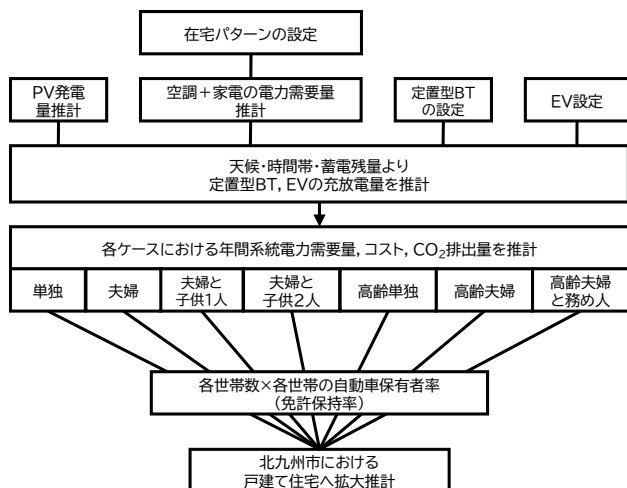 在宅パターンの設定
PV発電
量推計
空調+家電の電力需要量
推計
定置型BT
の設定
EV設定
天候・時間帯・蓄電残量より
定置型BT, EVの充放電量を推計
各ケースにおける年間系統電力需要量, コスト, CO₂排出量を推計
単独
夫婦
夫婦と
子供1人
夫婦と
子供2人
高齢単独
高齢夫婦
高齢夫婦
と務め人
各世帯数×各世帯の自動車保有者率
(免許保持率)
北九州市における
戸建て住宅へ拡大推計